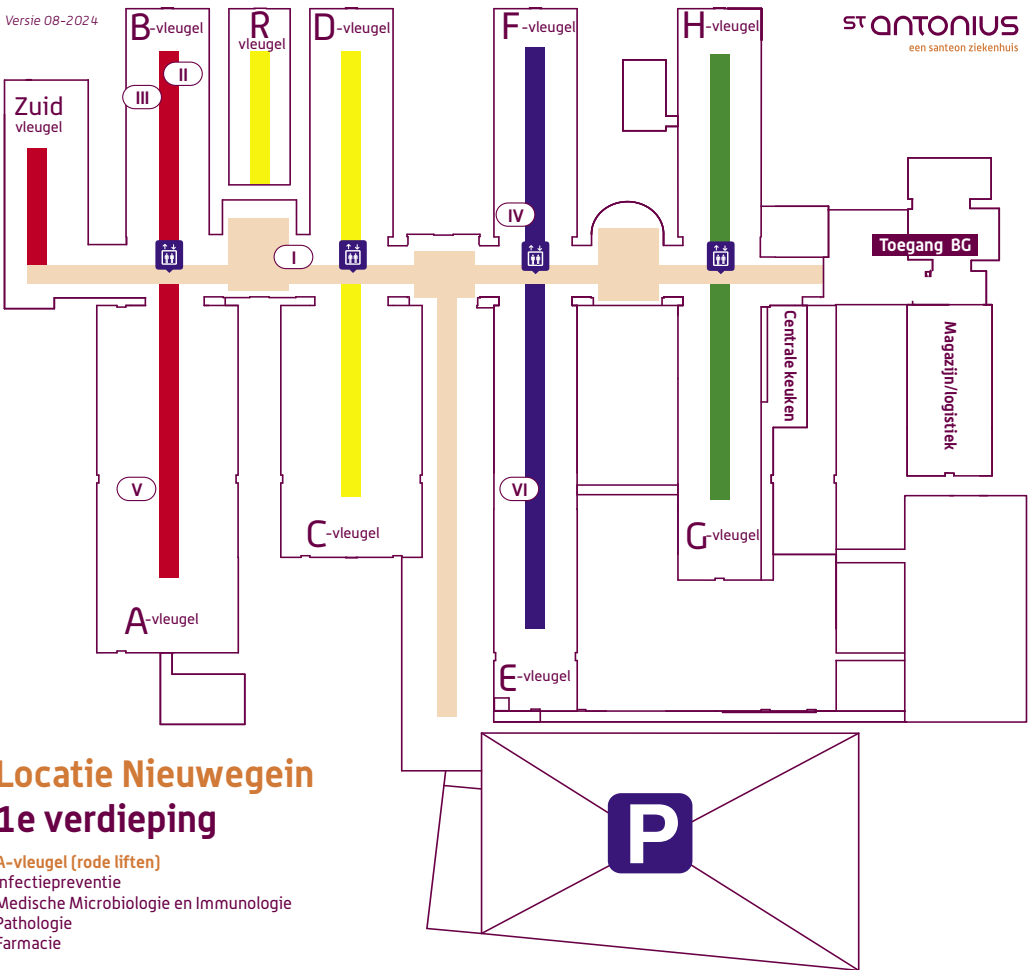 Versie 08-2024
B-vleugel
R
vleugel
D-vleugel
F-vleugel
H-vleugel
ST ANTONIUS
een santeon ziekenhuis
II
III
Zuid
vleugel
IV
I
Toegang BG
Centrale keuken
Magazijn/logistiek
V
VI
C-vleugel
G-vleugel
A-vleugel
E-vleugel
Locatie Nieuwegein
1e verdieping
P
A-vleugel (rode liften)
Infectiepreventie
Medische Microbiologie en Immunologie
Pathologie
Farmacie